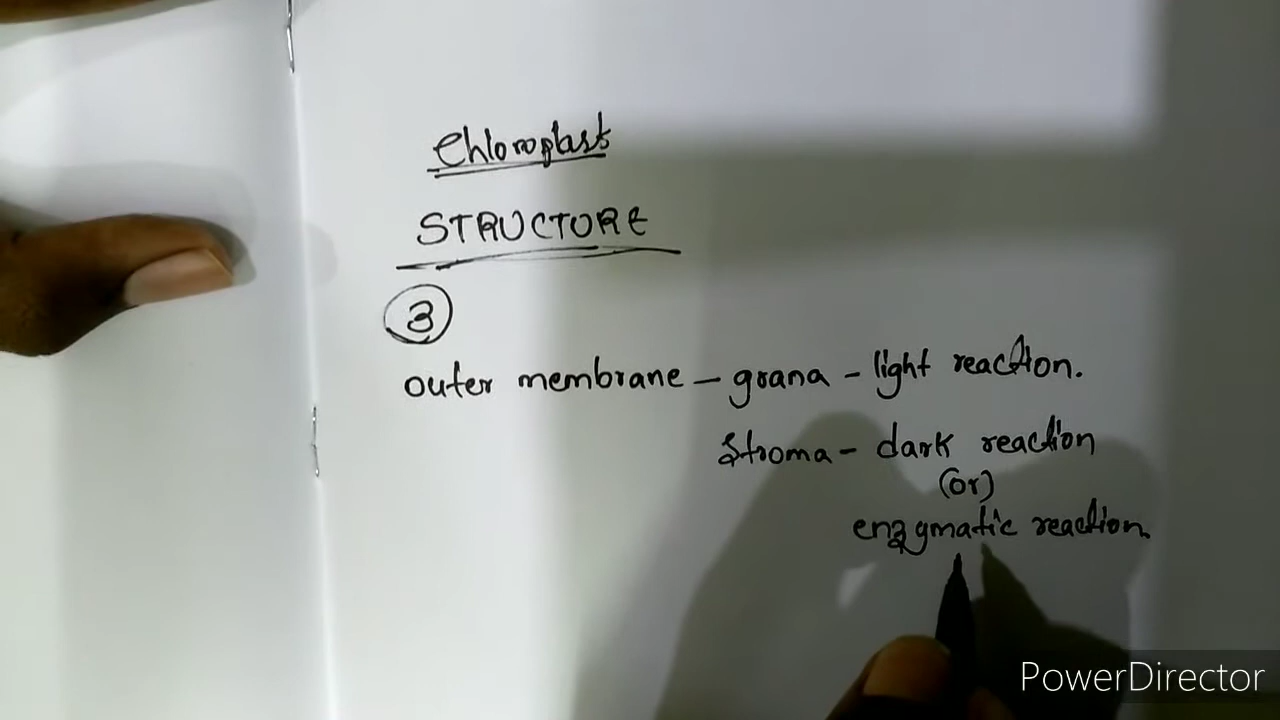 Chloroplast
STRUCTURE
3
outer membrane - grana - light reaction.
Stroma - dark reaction
(or)
enzymatic reaction.
PowerDirector